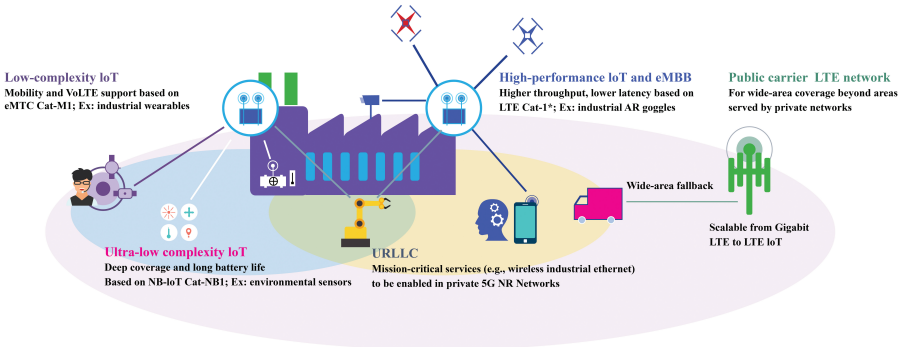 Low-complexity IoT
Mobility and VoLTE support based on
eMTC Cat-M1; Ex: industrial wearables
High-performance IoT and eMBB
Higher throughput, lower latency based on
LTE Cat-1*; Ex: industrial AR goggles
Public carrier LTE network
For wide-area coverage beyond areas
served by private networks
Wide-area fallback
Scalable from Gigabit
LTE to LTE IoT
Ultra-low complexity IoT
Deep coverage and long battery life
Based on NB-IoT Cat-NB1; Ex: environmental sensors
URLLC
Mission-critical services (e.g., wireless industrial ethernet)
to be enabled in private 5G NR Networks